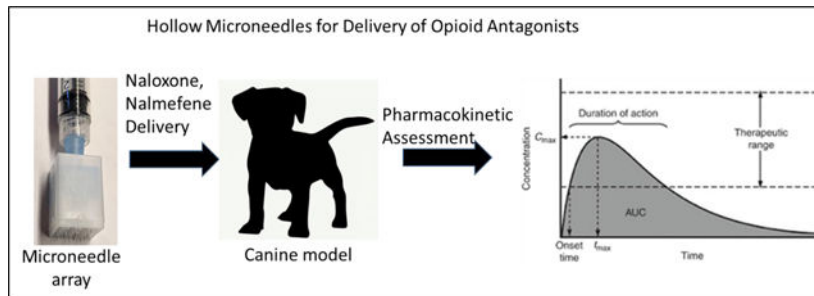 Hollow Microneedles for Delivery of Opioid Antagonists
Naloxone,
Nalmefene
Delivery
Microneedle
array
Canine model
Pharmacokinetic
Assessment
Concentration
Cmax
Duration of action
Therapeutic
range
AUC
Onset
time
tmax
Time